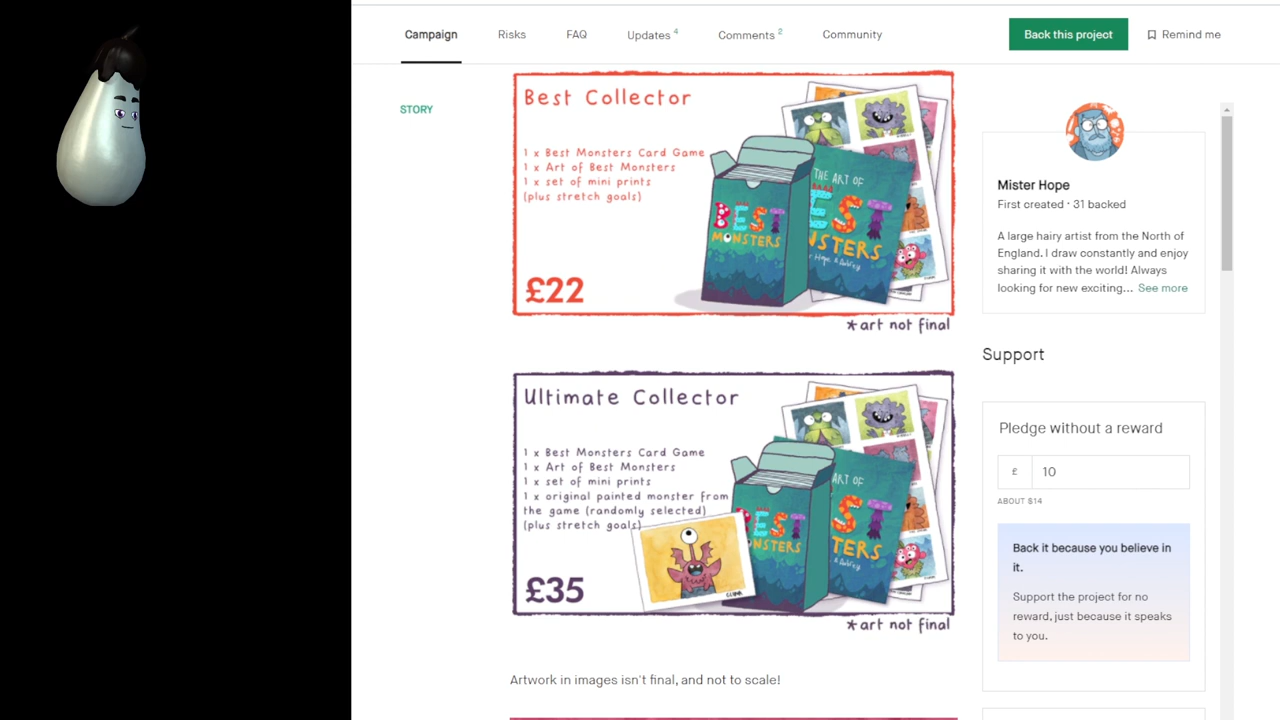 Campaign
Risks
FAQ
Updates 4
Comments 2
Community
Back this project
Remind me
STORY
Best Collector
1 x Best Monsters Card Game
1 x Art of Best Monsters
1 x set of mini prints
(plus stretch goals)
£22
BEST
MONSTERS
THE ART OF
*art not final
Ultimate Collector
1 x Best Monsters Card Game
1 x Art of Best Monsters
1 x set of mini prints
1 x original painted monster from
the game (randomly selected)
(plus stretch goals)
£35
ART OF
*art not final
Artwork in images isn't final, and not to scale!
Mister Hope
First created · 31 backed
A large hairy artist from the North of
England. I draw constantly and enjoy
sharing it with the world! Always
looking for new exciting... See more
Support
Pledge without a reward
£ 10
ABOUT $14
Back it because you believe in
it.
Support the project for no
reward, just because it speaks
to you.